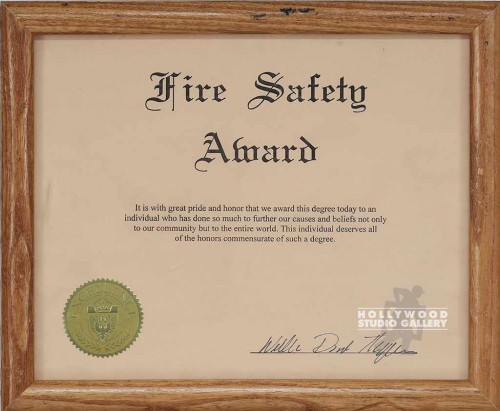 Fire Safety
Award
It is with great pride and honor that we award this degree today to an
individual who has done so much to further our causes and beliefs not only
to our community but to the entire world. This individual deserves all
of the honors commensurate of such a degree.
HOLLYWOOD
STUDIO GALLERY